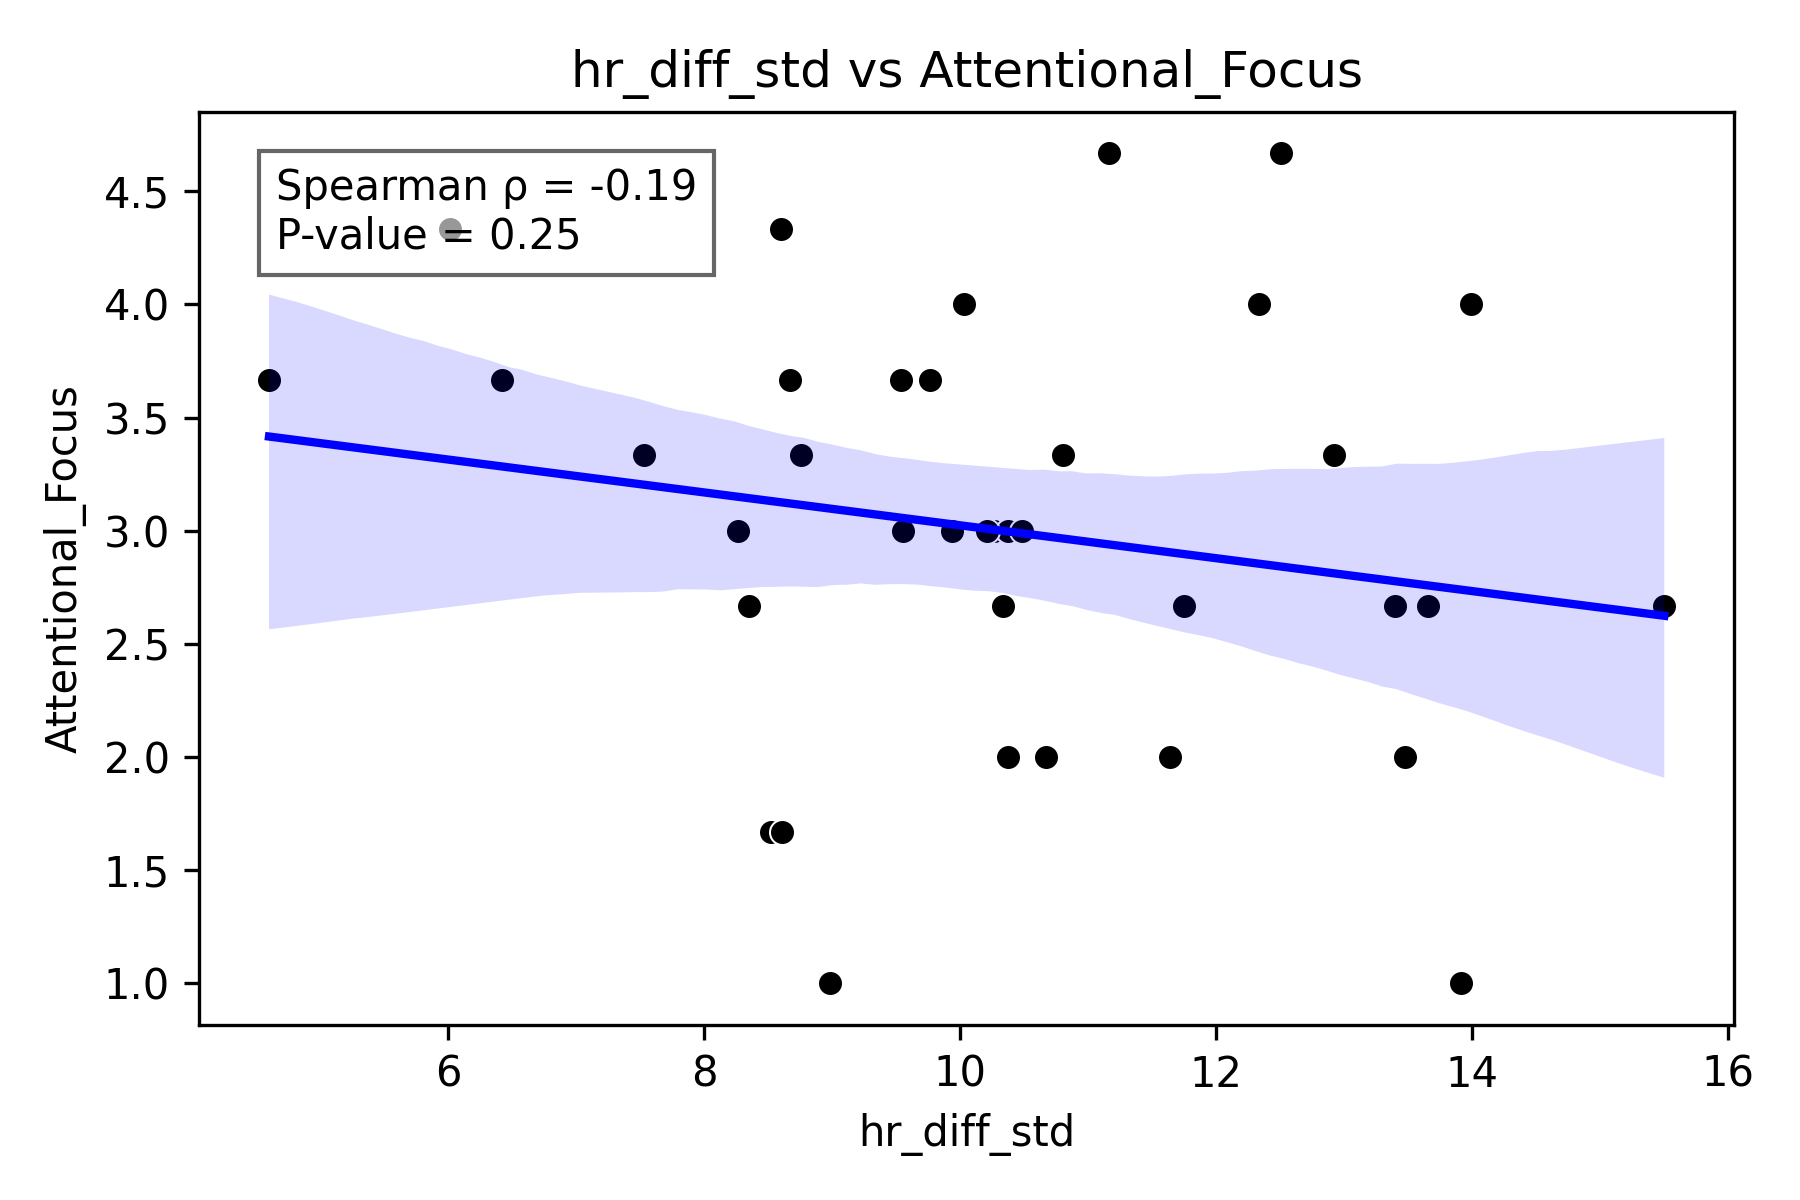 hr_diff_std vs Attentional_Focus
Spearman ρ = -0.19
P-value = 0.25
Attentional_Focus
4.5
4.0
3.5
3.0
2.5
2.0
1.5
1.0
6 8 10 12 14 16
hr_diff_std